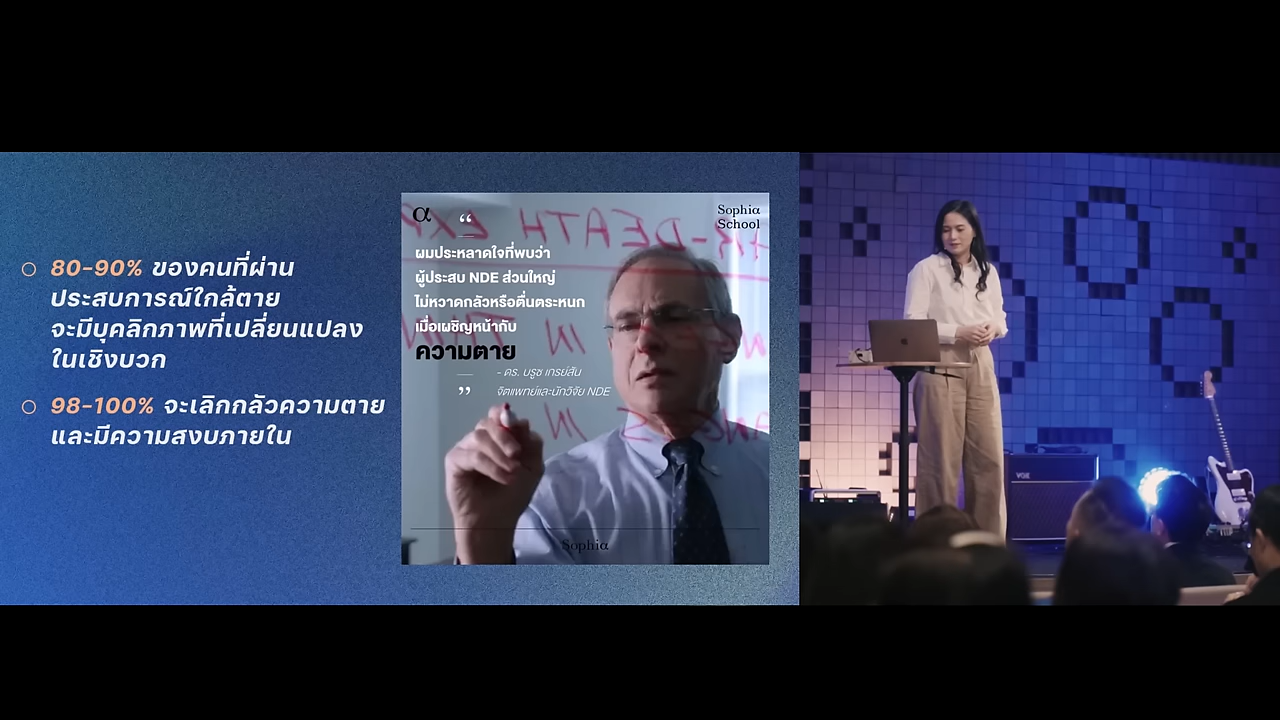 80-90% ของคนที่ผ่าน
ประสบการณ์ใกล้ตาย
จะมีบุคลิกภาพที่เปลี่ยนแปลง
ในเชิงบวก
98-100% จะเลิกกลัวความตาย
และมีความสงบภายใน
α
Sophia
School
“
ผมประหลาดใจที่พบว่า
ผู้ประสบ NDE ส่วนใหญ่
ไม่หวาดกลัวหรือตื่นตระหนก
เมื่อเผชิญหน้ากับ
ความตาย
- ดร. บรูซ เกรย์สัน
จิตแพทย์และนักวิจัย NDE
”
Sophia
VOX